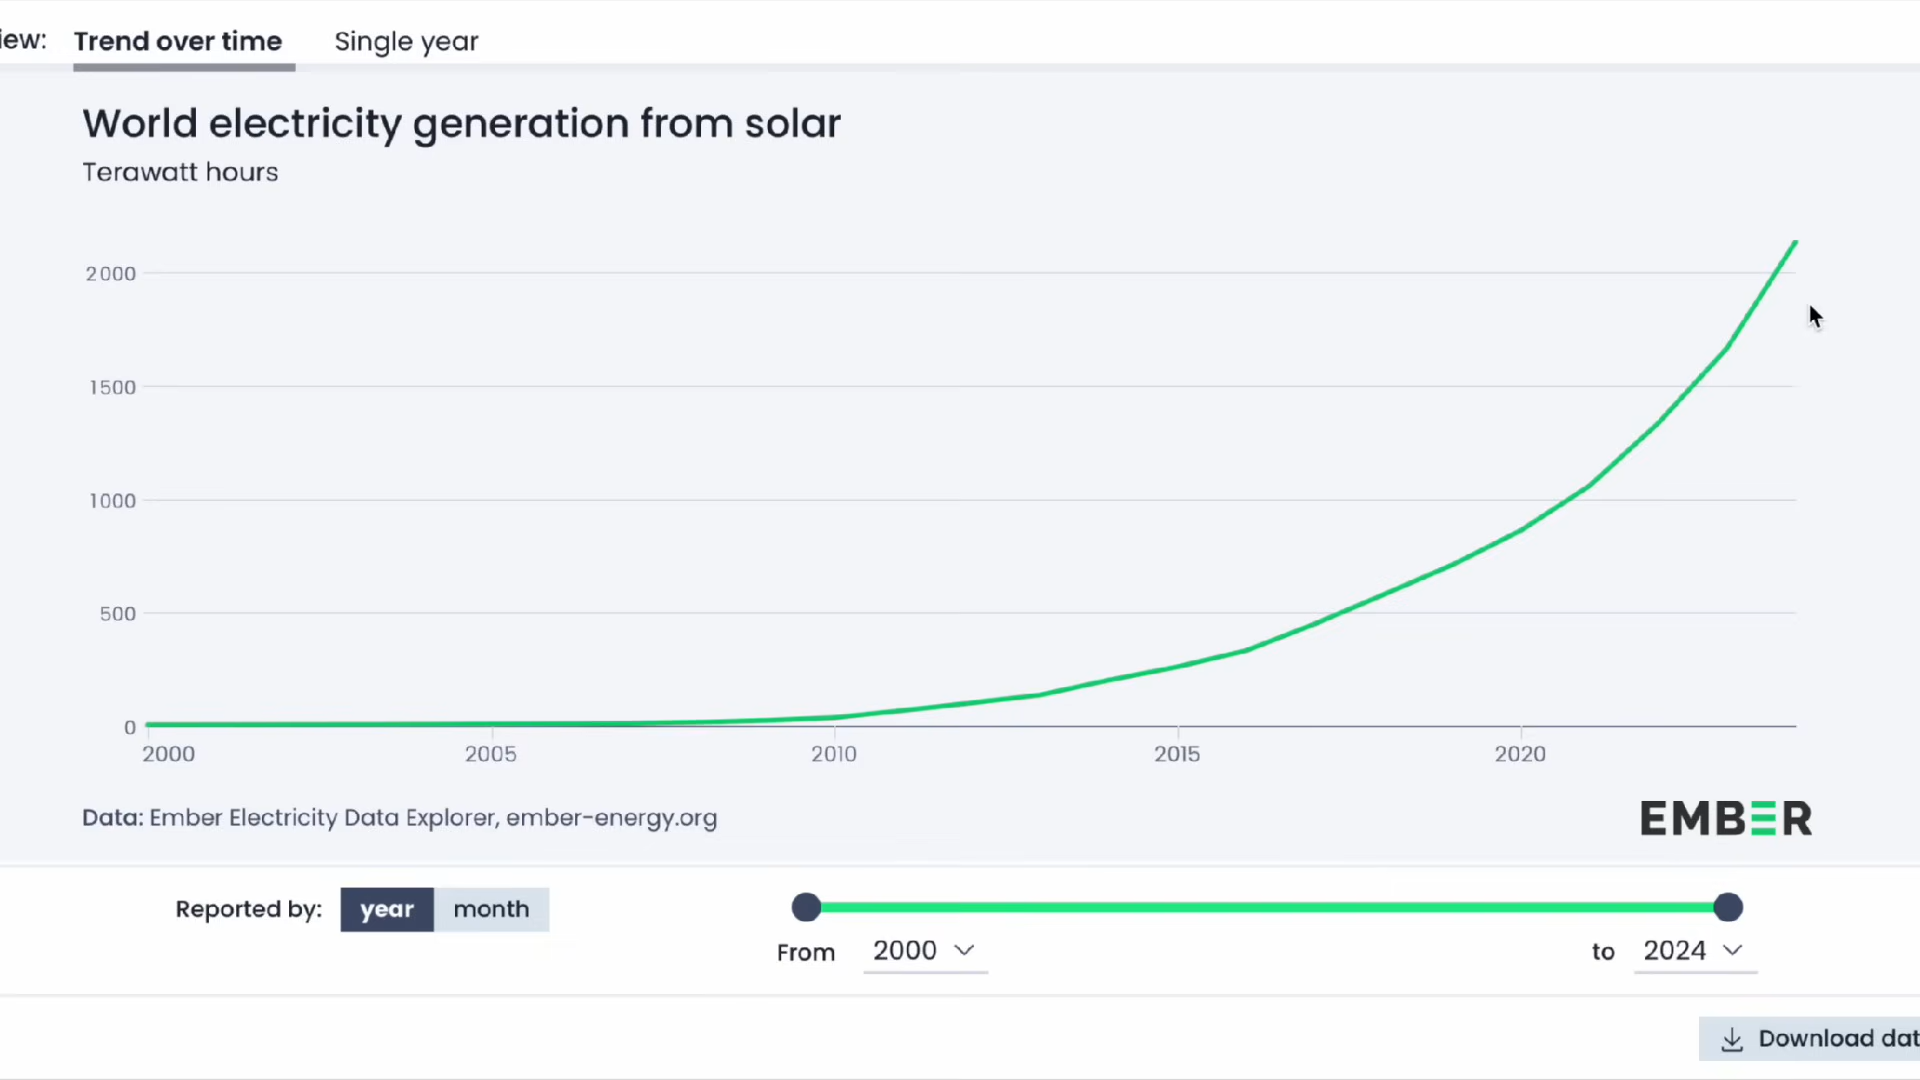 iew:
Trend over time
Single year
World electricity generation from solar
Terawatt hours
2000
1500
1000
500
0
2000
2005
2010
2015
2020
Data: Ember Electricity Data Explorer, ember-energy.org
EMBER
Reported by:
year
month
From
2000
to
2024
Download dat